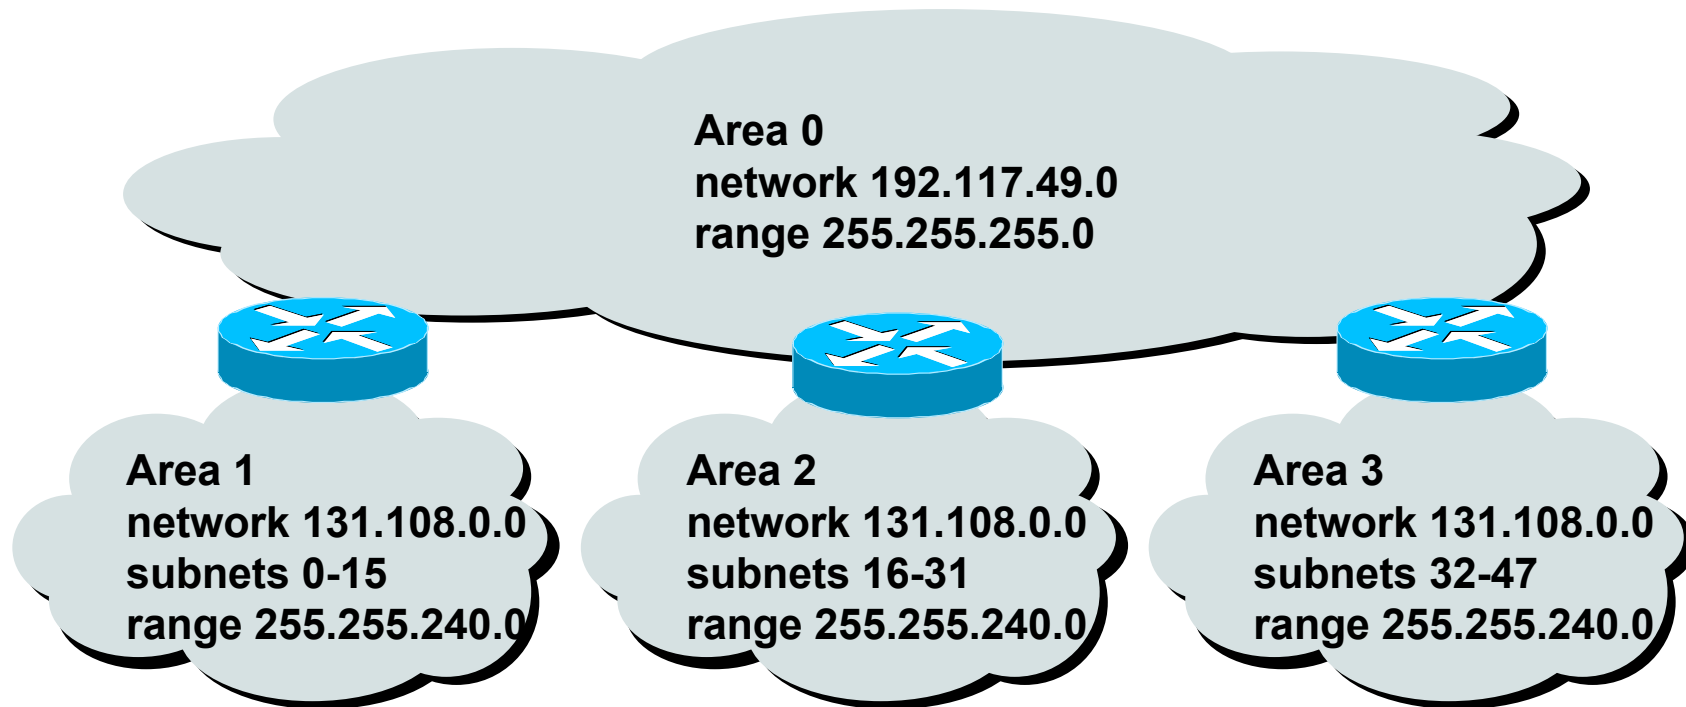 Area 0
network 192.117.49.0
range 255.255.255.0
Area 1
network 131.108.0.0
subnets 0-15
range 255.255.240.0
Area 2
network 131.108.0.0
subnets 16-31
range 255.255.240.0
Area 3
network 131.108.0.0
subnets 32-47
range 255.255.240.0